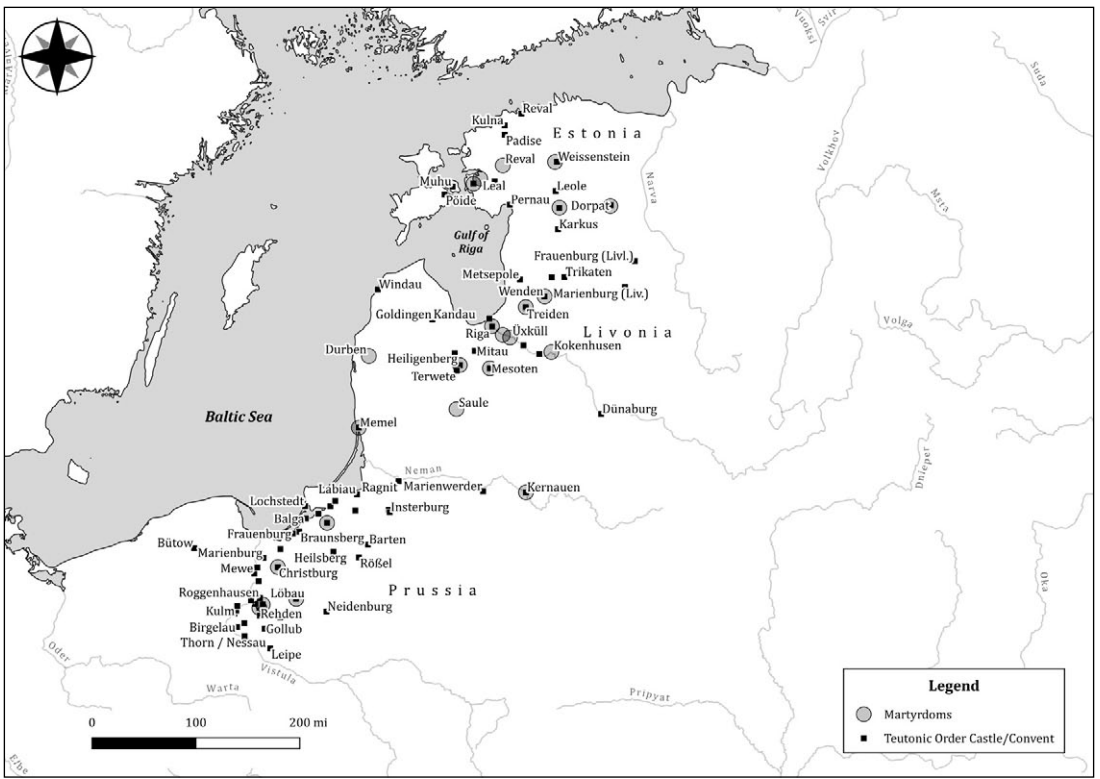 Vuoksi
Svir
Suda
Reval
Kulna
Padise
Estonia
Reval
Weissenstein
Volkhov
Narva
Msta
Muhu
Leal
Leole
Pöide
Pernau
Dorpat
Karkus
Gulf of
Riga
Frauenburg (Livl.)
Metsepole
Trikaten
Windau
Wenden
Marienburg (Liv.)
Goldingen
Kandau
Treiden
Riga
Üxküll
Livonia
Volga
Durben
Heiligenberg
Mitau
Kokenhusen
Terwete
Mesoten
Saule
Dünaburg
Baltic Sea
Memel
Dnieper
Neman
Labiau
Ragnit
Marienwerder
Kernauen
Lochstedt
Insterburg
Balga
Frauenburg
Braunsberg
Barten
Bütow
Marienburg
Heilsberg
Rößel
Mewe
Christburg
Oka
Prussia
Roggenhausen
Löbau
Kulm
Rehden
Neidenburg
Birgelau
Gollub
Thorn / Nessau
Leipe
Oder
Vistula
Warta
Pripyat
Elbe
0
100
200 mi
Legend
Martyrdoms
Teutonic Order Castle/Convent